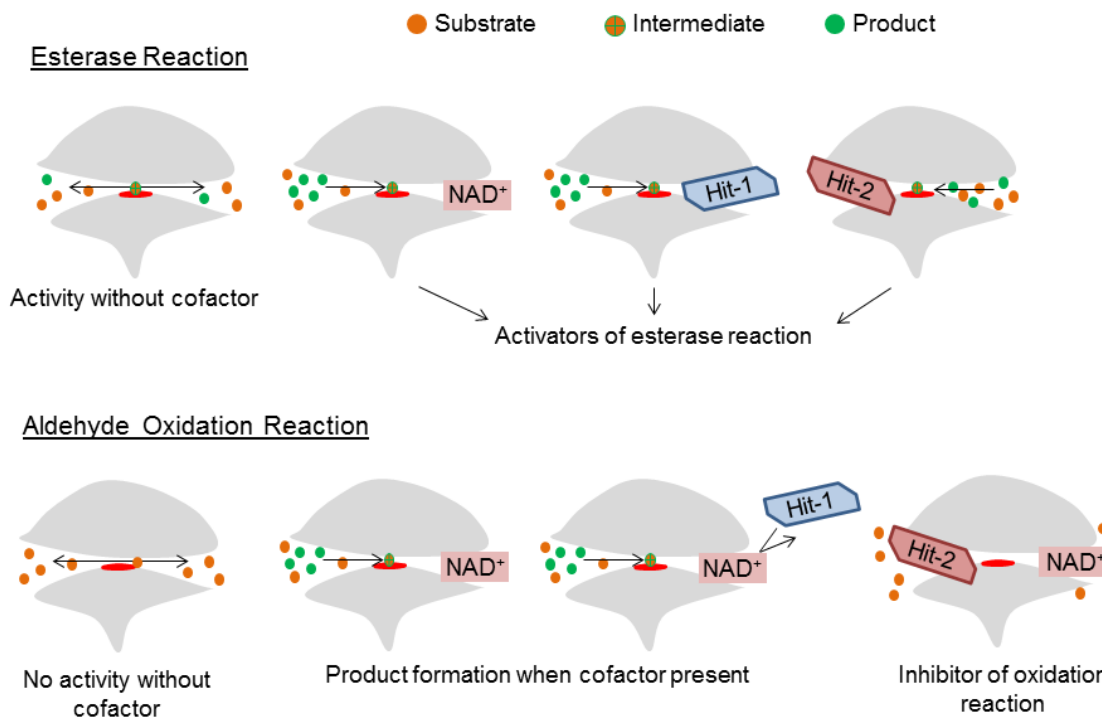 Substrate Intermediate Product
Esterase Reaction
NAD⁺ Hit-1 Hit-2
Activity without cofactor
Activators of esterase reaction
Aldehyde Oxidation Reaction
Hit-1
NAD⁺ NAD⁺ Hit-2 NAD⁺
No activity without
cofactor
Product formation when cofactor present
Inhibitor of oxidation
reaction